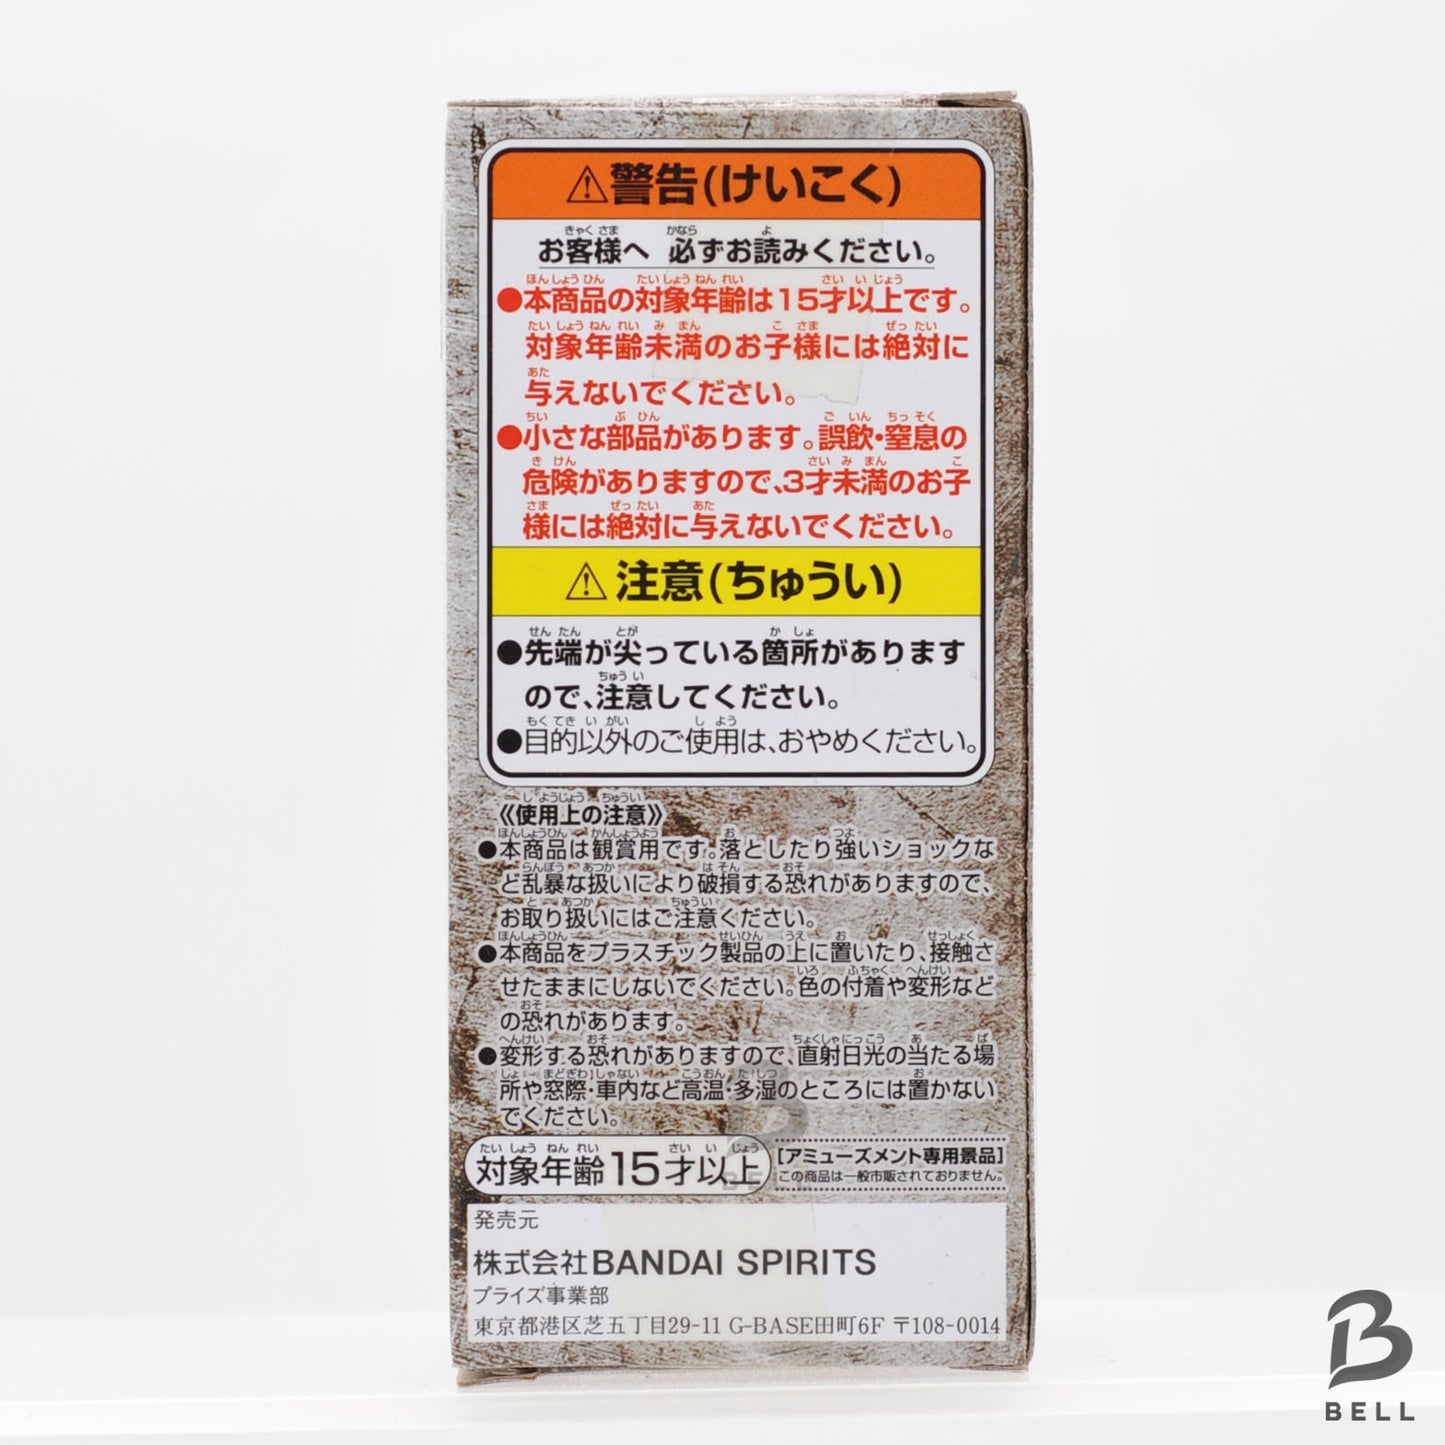 ⚠警告(けいこく)
お客様へ 必ずお読みください。
●本商品の対象年齢は15才以上です。
対象年齢未満のお子様には絶対に
与えないでください。
●小さな部品があります。誤飲・窒息の
危険がありますので、3才未満のお子
様には絶対に与えないでください。
⚠注意(ちゅうい)
●先端が尖っている箇所があります
ので、注意してください。
●目的以外のご使用は、おやめください。
《使用上の注意》
●本商品は観賞用です。落としたり強いショックな
ど乱暴な扱いにより破損する恐れがありますので、
お取り扱いにはご注意ください。
●本商品をプラスチック製品の上に置いたり、接触さ
せたままにしないでください。色の付着や変形など
の恐れがあります。
●変形する恐れがありますので、直射日光の当たる場
所や窓際・車内など高温・多湿のところには置かない
でください。
対象年齢15才以上
[アミューズメント専用景品]
この商品は一般市販されておりません。
発売元
株式会社BANDAI SPIRITS
プライズ事業部
東京都港区芝五丁目29-11 G-BASE田町6F 〒108-0014
BELL
BELL